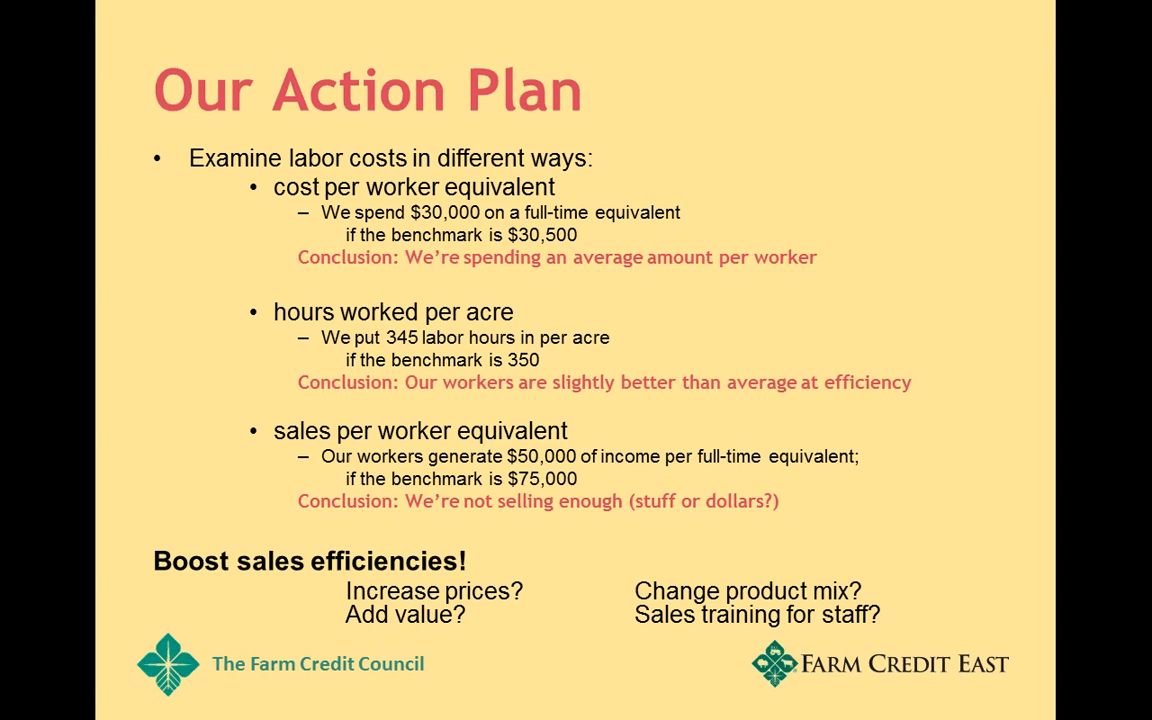 Our Action Plan
• Examine labor costs in different ways:
• cost per worker equivalent
– We spend $30,000 on a full-time equivalent
if the benchmark is $30,500
Conclusion: We're spending an average amount per worker
• hours worked per acre
– We put 345 labor hours in per acre
if the benchmark is 350
Conclusion: Our workers are slightly better than average at efficiency
• sales per worker equivalent
– Our workers generate $50,000 of income per full-time equivalent;
if the benchmark is $75,000
Conclusion: We're not selling enough (stuff or dollars?)
Boost sales efficiencies!
Increase prices? Change product mix?
Add value? Sales training for staff?
The Farm Credit Council
FARM CREDIT EAST